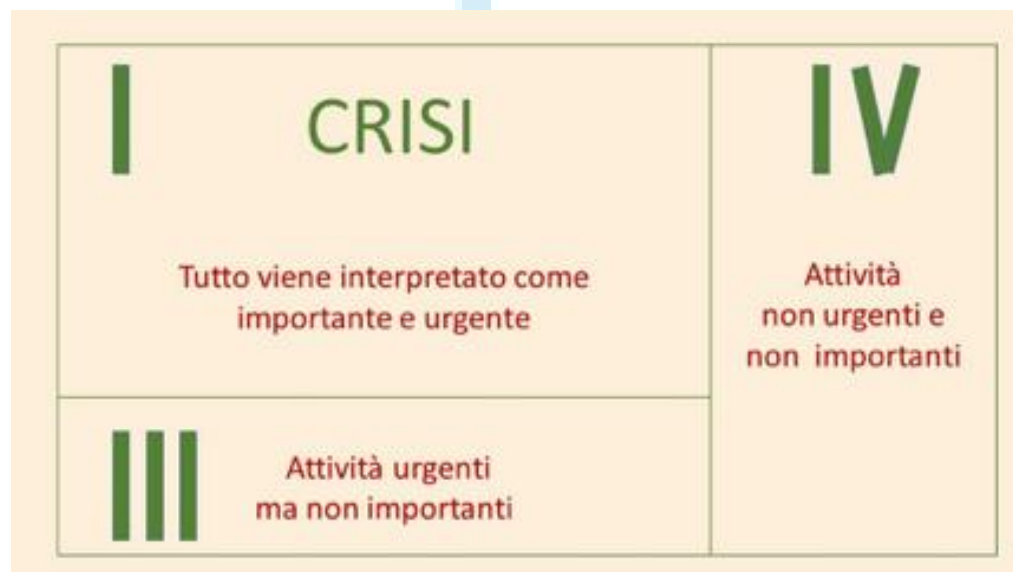 I
CRISI
Tutto viene interpretato come
importante e urgente
IV
Attività
non urgenti e
non importanti
III
Attività urgenti
ma non importanti